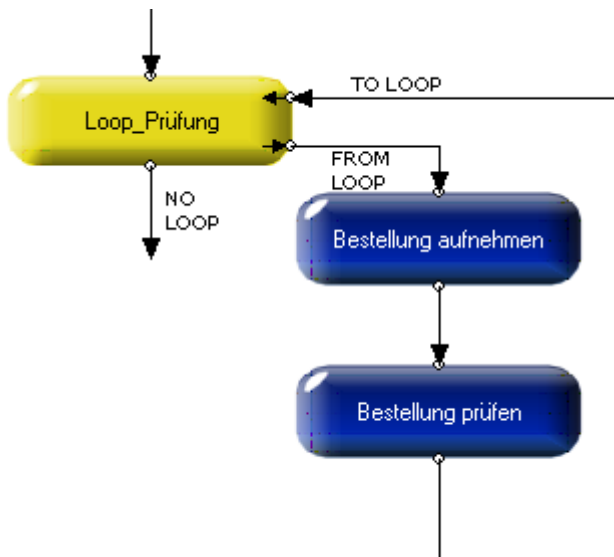 TO LOOP
Loop_Prüfung
FROM
LOOP
NO
LOOP
Bestellung aufnehmen
Bestellung prüfen